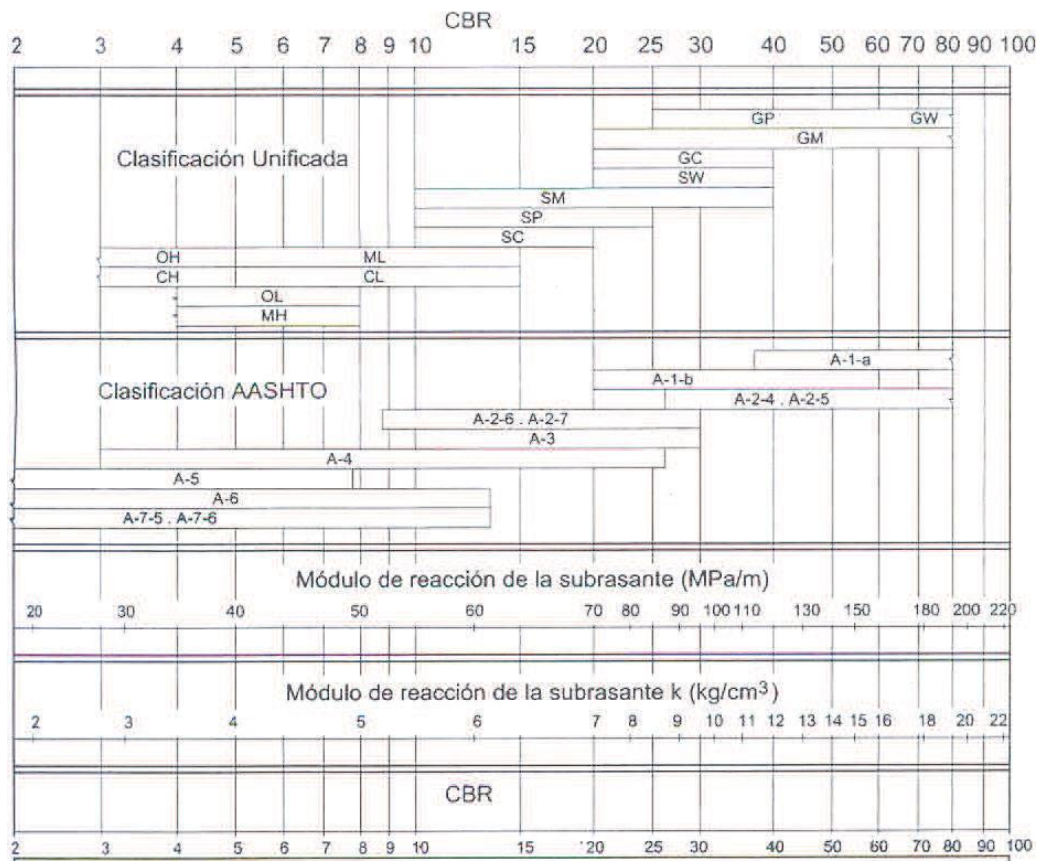 CBR
2 3 4 5 6 7 8 9 10 15 20 25 30 40 50 60 70 80 90 100
GP GW
GM
Clasificación Unificada
GC
SW
SM
SP
SC
OH ML
CH CL
OL
MH
A-1-a
A-1-b
Clasificación AASHTO
A-2-4 . A-2-5
A-2-6 . A-2-7
A-3
A-4
A-5
A-6
A-7-5 . A-7-6
Módulo de reacción de la subrasante (MPa/m)
20 30 40 50 60 70 80 90 100 110 130 150 180 200 220
Módulo de reacción de la subrasante k (kg/cm³)
2 3 4 5 6 7 8 9 10 11 12 13 14 15 16 18 20 22
CBR
2 3 4 5 6 7 8 9 10 15 20 25 30 40 50 60 70 80 90 100